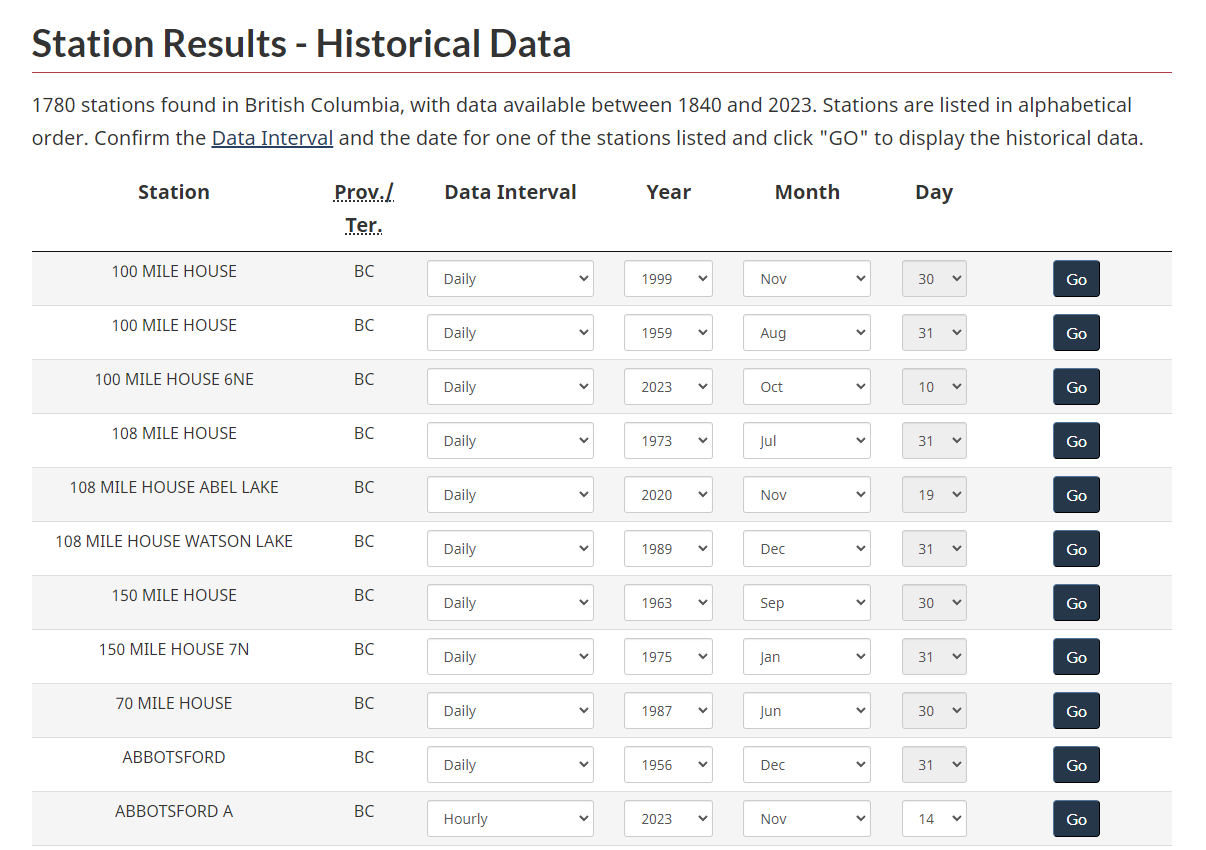 Station Results - Historical Data
1780 stations found in British Columbia, with data available between 1840 and 2023. Stations are listed in alphabetical
order. Confirm the Data Interval and the date for one of the stations listed and click "GO" to display the historical data.
Station Prov./ Data Interval Year Month Day
Ter.
100 MILE HOUSE BC Daily 1999 Nov 30 Go
100 MILE HOUSE BC Daily 1959 Aug 31 Go
100 MILE HOUSE 6NE BC Daily 2023 Oct 10 Go
108 MILE HOUSE BC Daily 1973 Jul 31 Go
108 MILE HOUSE ABEL LAKE BC Daily 2020 Nov 19 Go
108 MILE HOUSE WATSON LAKE BC Daily 1989 Dec 31 Go
150 MILE HOUSE BC Daily 1963 Sep 30 Go
150 MILE HOUSE 7N BC Daily 1975 Jan 31 Go
70 MILE HOUSE BC Daily 1987 Jun 30 Go
ABBOTSFORD BC Daily 1956 Dec 31 Go
ABBOTSFORD A BC Hourly 2023 Nov 14 Go